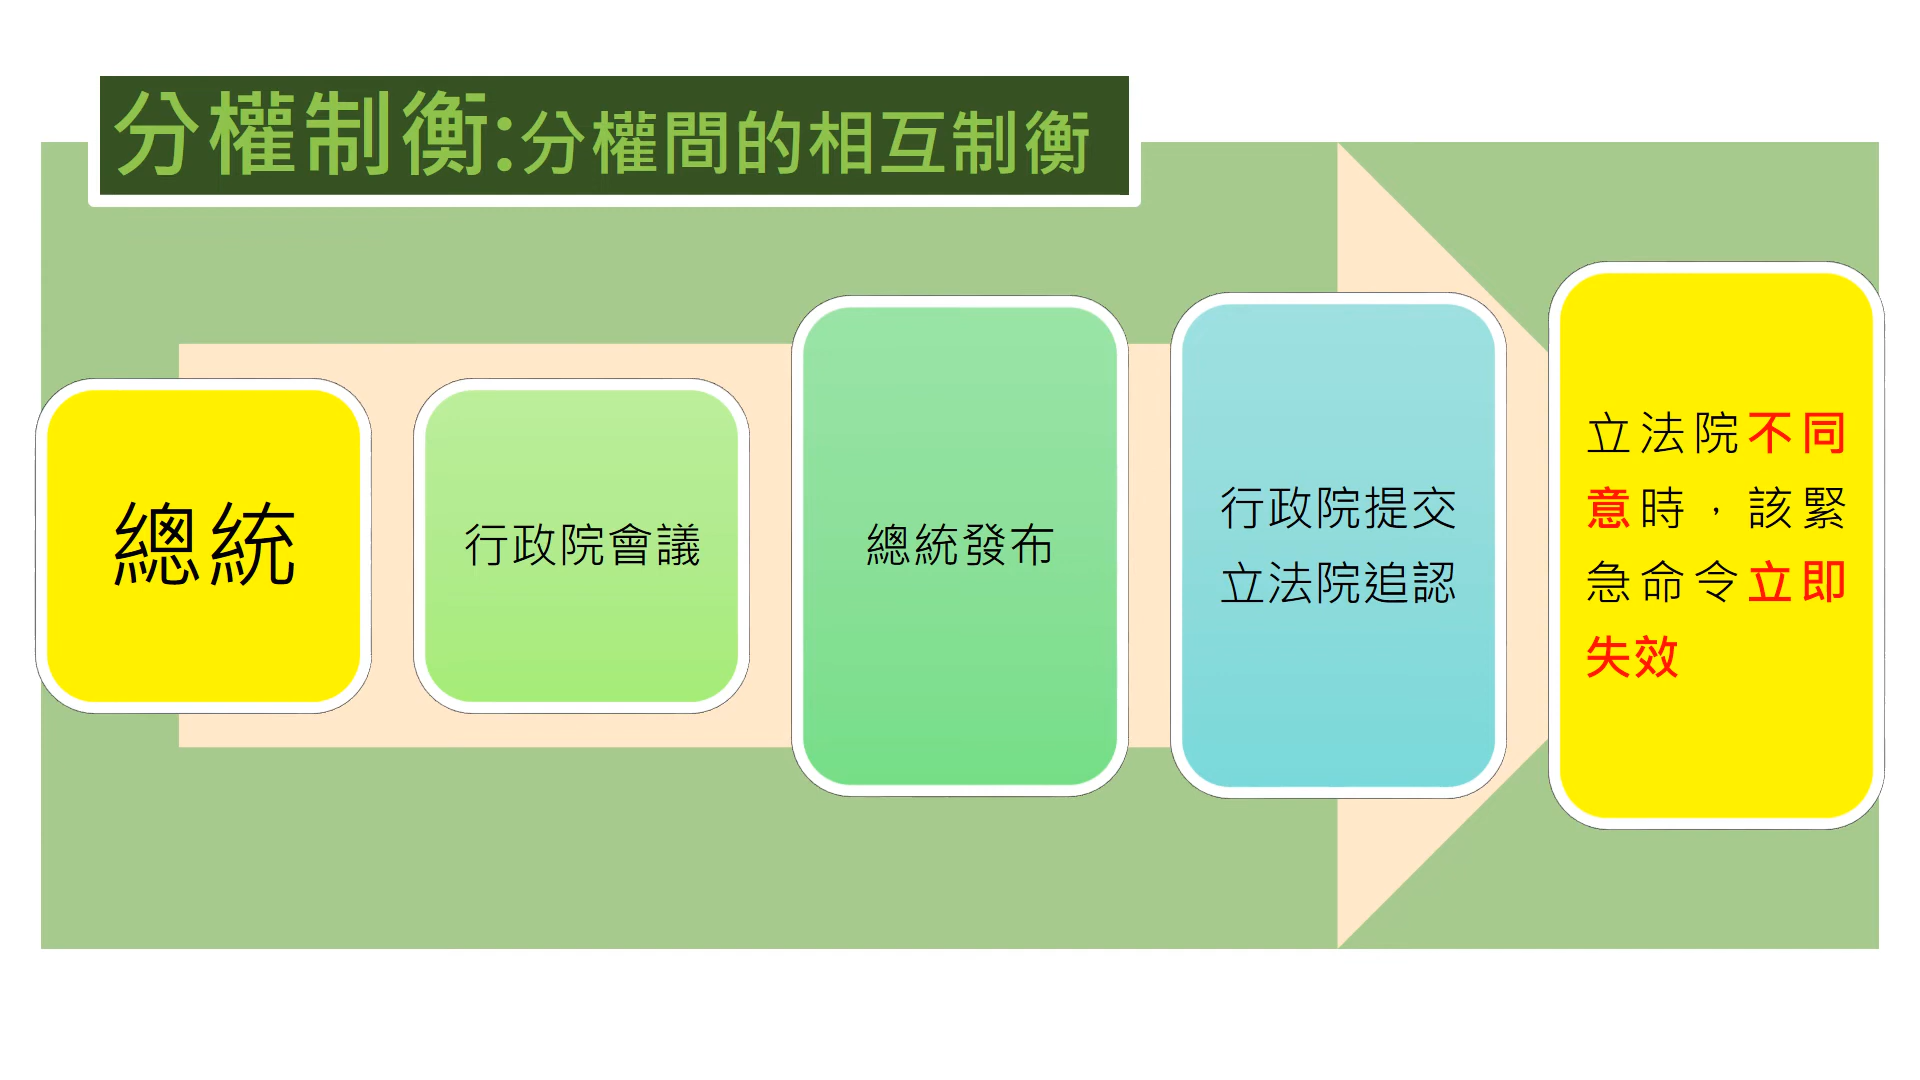 分權制衡:分權間的相互制衡
總統
行政院會議
總統發布
行政院提交
立法院追認
立法院不同
意時，該緊
急命令立即
失效